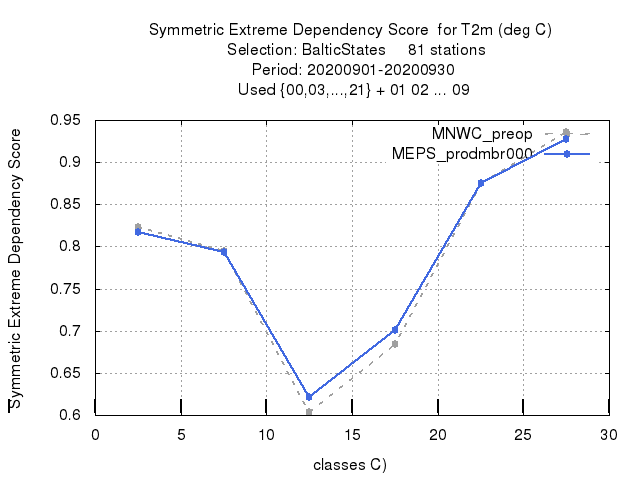 Symmetric Extreme Dependency Score  for T2m (deg C)
Selection: BalticStates     81 stations
Period: 20200901-20200930
Used {00,03,...,21} + 01 02 ... 09
Symmetric Extreme Dependency Score
0.95
0.9
0.85
0.8
0.75
0.7
0.65
0.6
MNWC_preop
MEPS_prodmbr000
0
5
10
15
20
25
30
classes C)